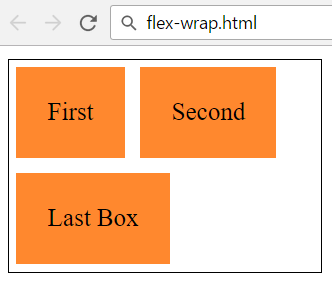 flex-wrap.html
First
Second
Last Box